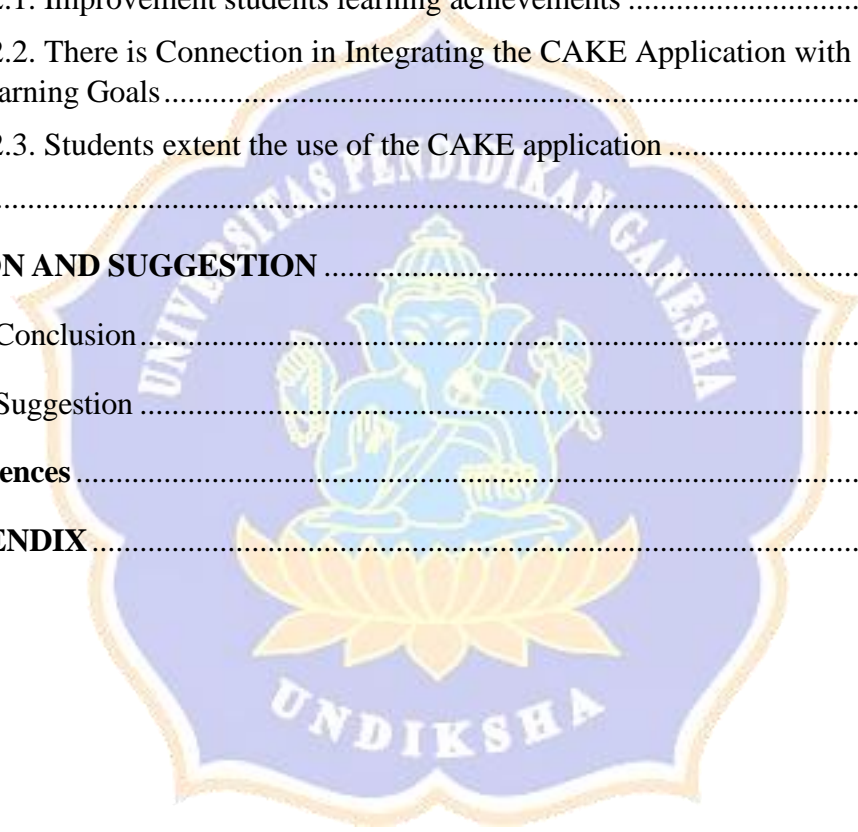 2.1. Improvement students learning achievements ........................
2.2. There is Connection in Integrating the CAKE Application with
arning Goals ........................
2.3. Students extent the use of the CAKE application ........................
........................
ON AND SUGGESTION ........................
Conclusion ........................
Suggestion ........................
ences ........................
ENDIX ........................
UNIVERSITAS PENDIDIKAN GANESHA
UNDIKSHA